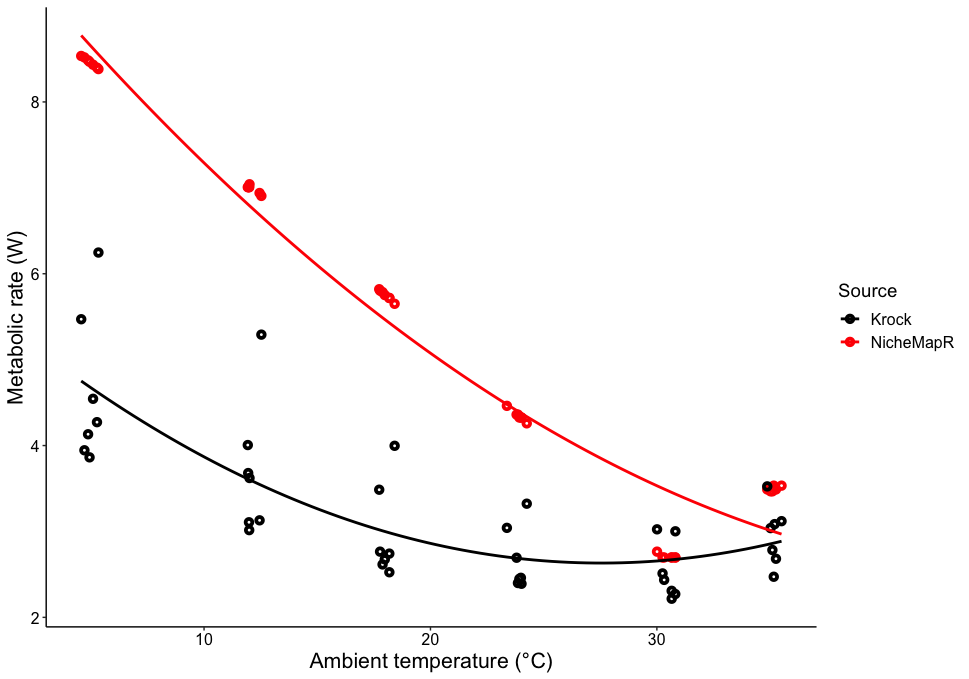 Metabolic rate (W)
8
6
4
2
10
20
30
Ambient temperature (°C)
Source
Krock
NicheMapR